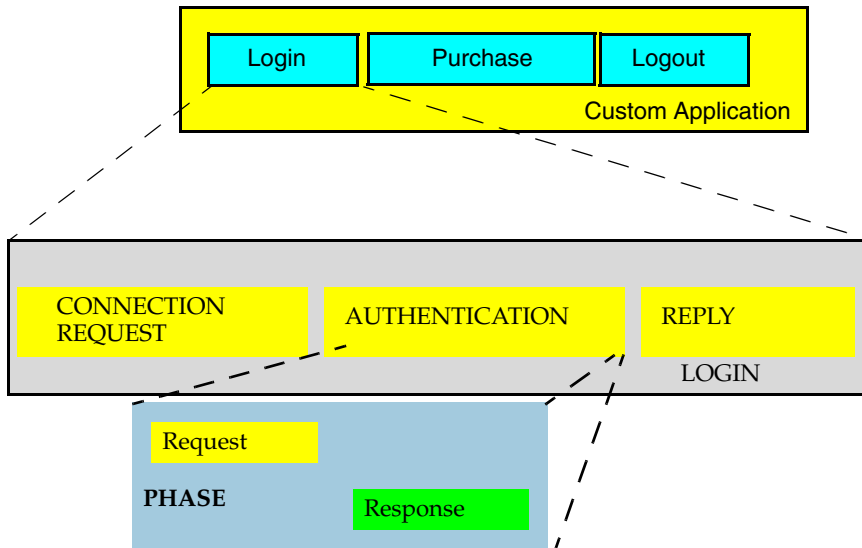 Login
Purchase
Logout
Custom Application
CONNECTION
REQUEST
AUTHENTICATION
REPLY
LOGIN
Request
PHASE
Response